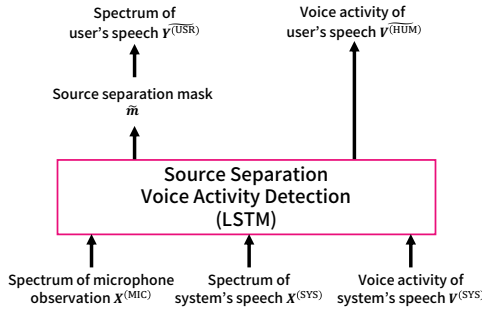 Spectrum of
user's speech Y^(USR)
Voice activity of
user's speech V^(HUM)
Source separation mask
m̃
Source Separation
Voice Activity Detection
(LSTM)
Spectrum of microphone
observation X^(MIC)
Spectrum of
system's speech X^(SYS)
Voice activity of
system's speech V^(SYS)